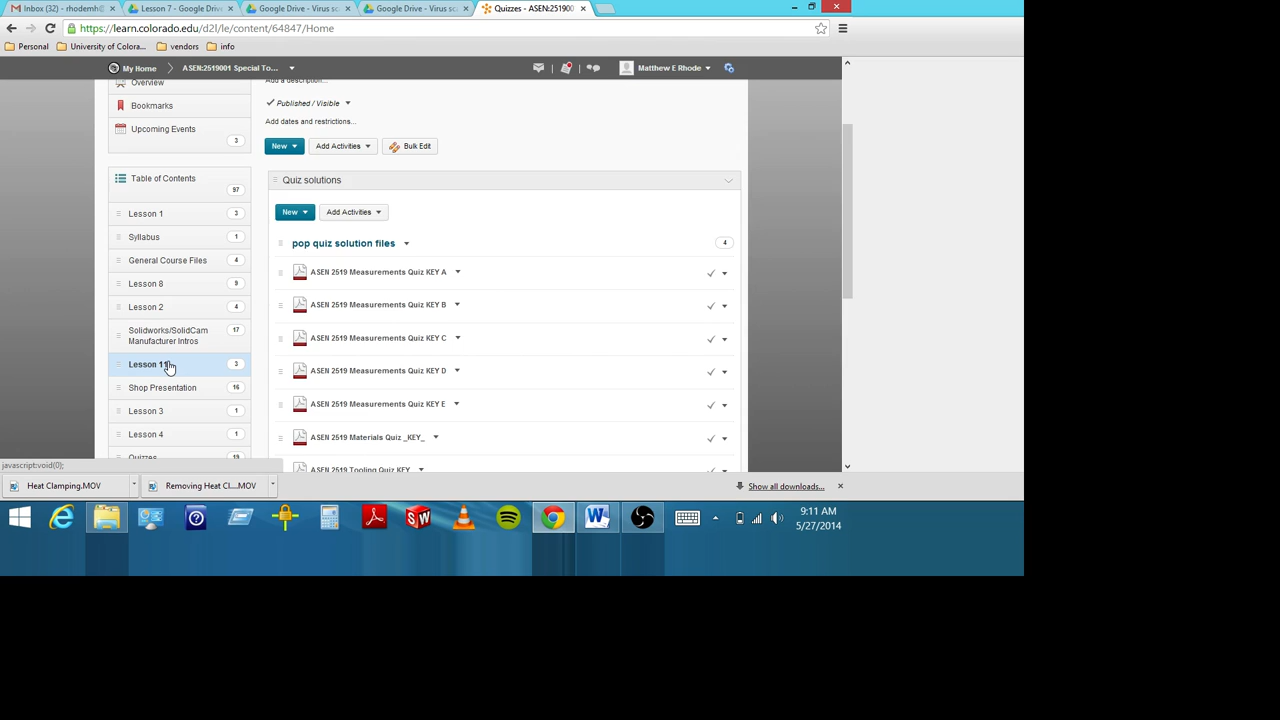 Inbox (32) - rhodemh@ Lesson 7 - Google Driv Google Drive - Virus sc Google Drive - Virus sc Quizzes - ASEN:251900
https://learn.colorado.edu/d2l/le/content/64847/Home
Personal University of Colora... vendors info
My Home ASEN:2519001 Special To... Matthew E Rhode
Overview
Add a description...
Bookmarks
Published / Visible
Add dates and restrictions...
Upcoming Events
3
New Add Activities Bulk Edit
Table of Contents
97
Quiz solutions
Lesson 1 3
New Add Activities
Syllabus 1
pop quiz solution files 4
General Course Files 4
ASEN 2519 Measurements Quiz KEY A
Lesson 8 9
Lesson 2 4
ASEN 2519 Measurements Quiz KEY B
Solidworks/SolidCam
Manufacturer Intros 17
ASEN 2519 Measurements Quiz KEY C
Lesson 11 3
ASEN 2519 Measurements Quiz KEY D
Shop Presentation 16
Lesson 3 1
ASEN 2519 Measurements Quiz KEY E
Lesson 4 1
ASEN 2519 Materials Quiz _KEY_
Quizzes 19
ASEN 2519 Tooling Quiz KEY
javascript:void(0);
Heat Clamping.MOV Removing Heat Cl....MOV Show all downloads...
9:11 AM
5/27/2014